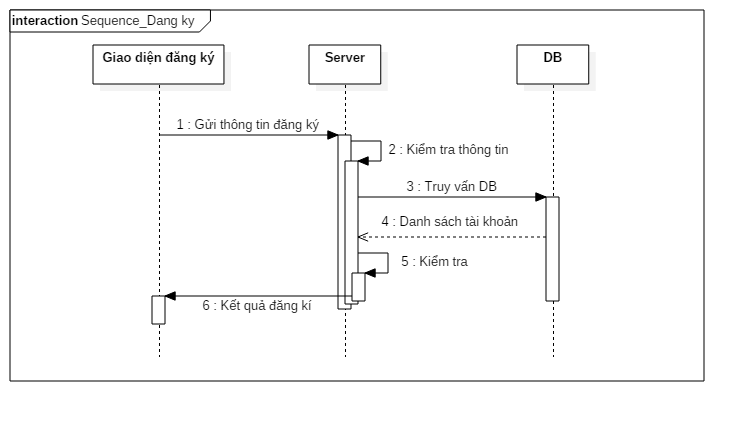 interaction Sequence_Dang ky
Giao diện đăng ký
Server
DB
1 : Gửi thông tin đăng ký
2 : Kiểm tra thông tin
3 : Truy vấn DB
4 : Danh sách tài khoản
5 : Kiểm tra
6 : Kết quả đăng kí